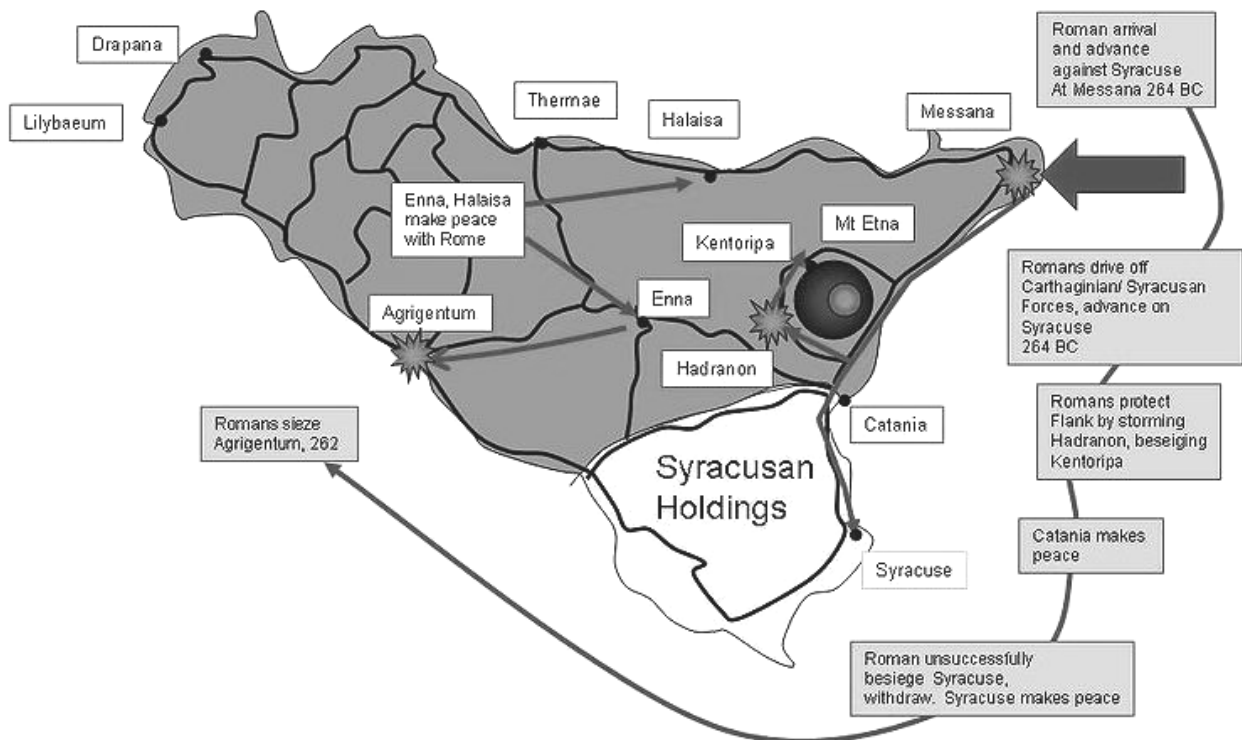 Drapana
Lilybaeum
Thermae
Halaisa
Messana
Roman arrival
and advance
against Syracuse
At Messana 264 BC
Enna, Halaisa
make peace
with Rome
Kentoripa
Mt Etna
Agrigentum
Enna
Hadranon
Catania
Romans drive off
Carthaginian/ Syracusan
Forces, advance on
Syracuse
264 BC
Romans protect
Flank by storming
Hadranon, beseiging
Kentoripa
Romans sieze
Agrigentum, 262
Syracusan
Holdings
Catania makes
peace
Syracuse
Roman unsuccessfully
besiege Syracuse,
withdraw. Syracuse makes peace